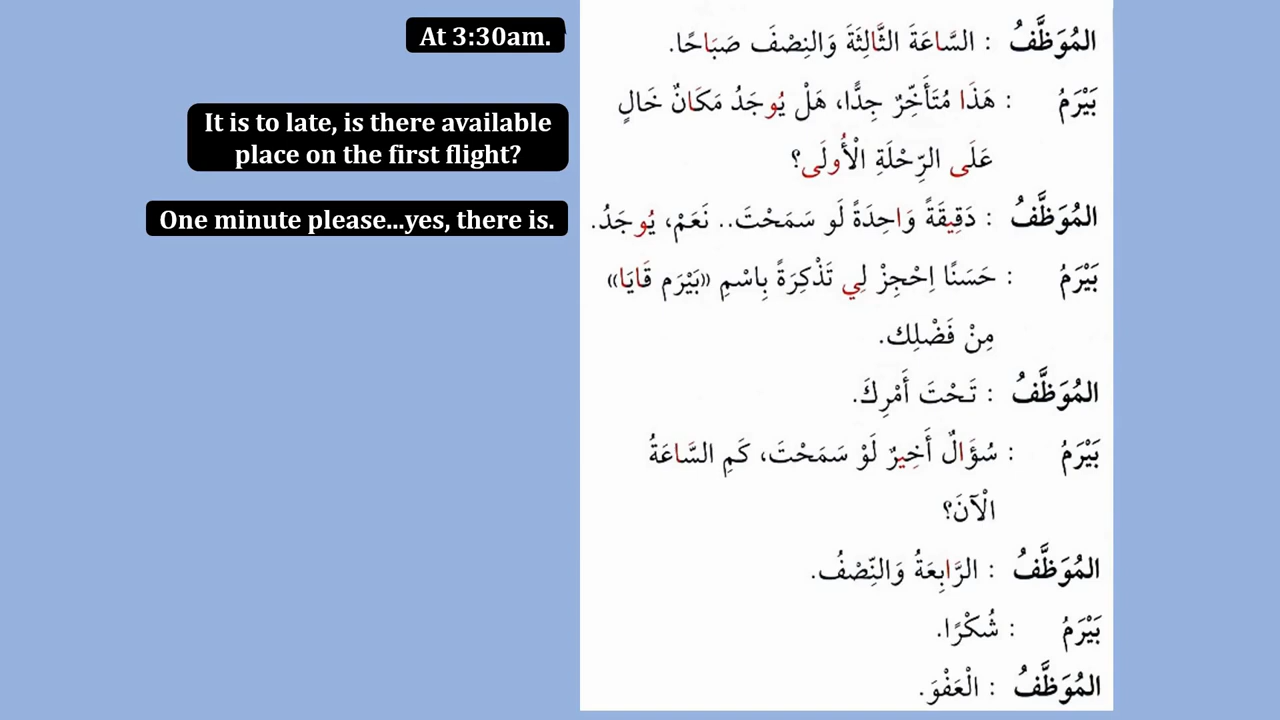 At 3:30am.
المُوَظَّفُ : السَّاعَةَ الثَّالِثَةَ وَالنِصْفَ صَبَاحًا.
It is to late, is there available
place on the first flight?
بَيْرَمُ : هَذَا مُتَأَخِّرٌ جِدًّا، هَلْ يُوجَدُ مَكَانٌ خَالٍ
عَلَى الرِّحْلَةِ الْأُولَى؟
One minute please...yes, there is.
المُوَظَّفُ : دَقِيقَةً وَاحِدَةً لَو سَمَحْتَ.. نَعَمْ، يُوجَدُ.
بَيْرَمُ : حَسَنًا اِحْجِزْ لِي تَذْكِرَةً بِاسْمِ «بَيْرَم قَايَا»
مِنْ فَضْلِك.
المُوَظَّفُ : تَحْتَ أَمْرِكَ.
بَيْرَمُ : سُؤَالٌ أَخِيرٌ لَوْ سَمَحْتَ، كَمِ السَّاعَةُ
الْآنَ؟
المُوَظَّفُ : الرَّابِعَةُ وَالنِّصْفُ.
بَيْرَمُ : شُكْرًا.
المُوَظَّفُ : الْعَفْوَ.